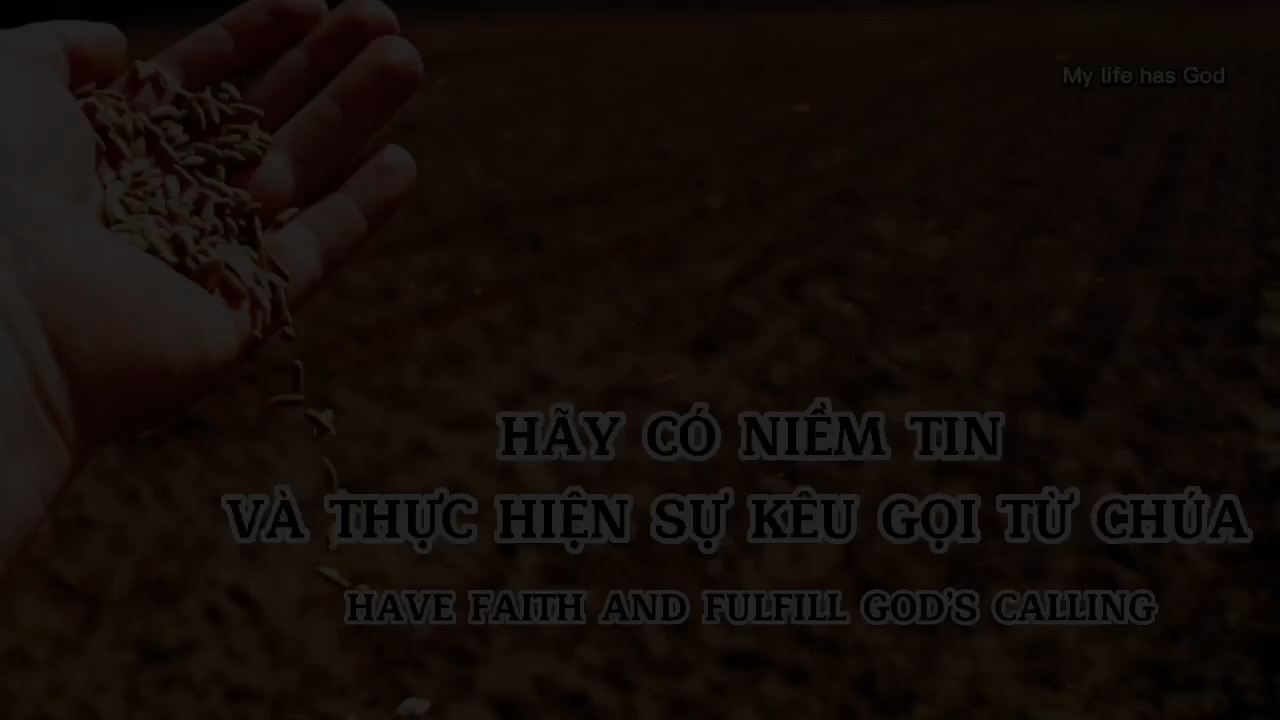 My life has God
HÃY CÓ NIỀM TIN
VÀ THỰC HIỆN SỰ KÊU GỌI TỪ CHÚA
HAVE FAITH AND FULFILL GOD'S CALLING